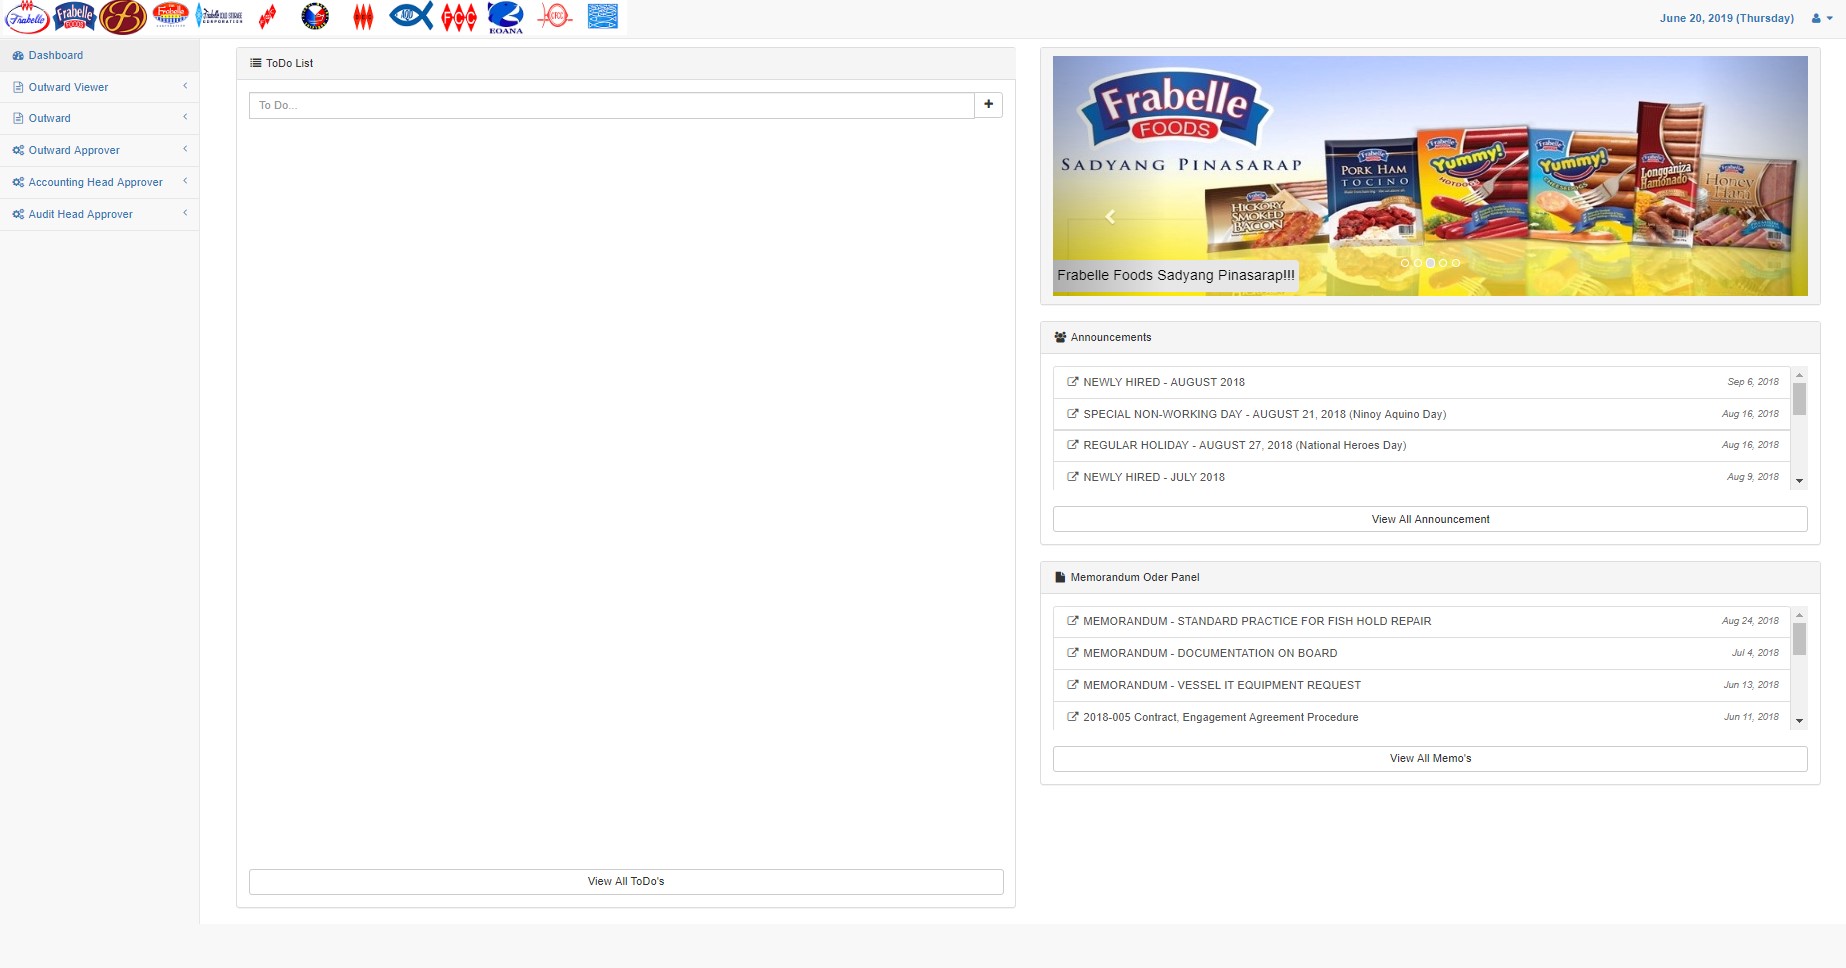 Frabelle
FRABELLE
FOODS
FCC
EOANA
CFCC
June 20, 2019 (Thursday)
Dashboard
Outward Viewer
Outward
Outward Approver
Accounting Head Approver
Audit Head Approver
ToDo List
To Do...
View All ToDo's
Frabelle
FOODS
SADYANG PINASARAP
HICKORY
SMOKED
BACON
PORK HAM
TOCINO
Yummy!
HOTDOG
Yummy!
CHEESEDOG
Longganiza
Hamonado
Honey
Ham
Frabelle Foods Sadyang Pinasarap!!!
Announcements
NEWLY HIRED - AUGUST 2018 Sep 6, 2018
SPECIAL NON-WORKING DAY - AUGUST 21, 2018 (Ninoy Aquino Day) Aug 16, 2018
REGULAR HOLIDAY - AUGUST 27, 2018 (National Heroes Day) Aug 16, 2018
NEWLY HIRED - JULY 2018 Aug 9, 2018
View All Announcement
Memorandum Oder Panel
MEMORANDUM - STANDARD PRACTICE FOR FISH HOLD REPAIR Aug 24, 2018
MEMORANDUM - DOCUMENTATION ON BOARD Jul 4, 2018
MEMORANDUM - VESSEL IT EQUIPMENT REQUEST Jun 13, 2018
2018-005 Contract, Engagement Agreement Procedure Jun 11, 2018
View All Memo's